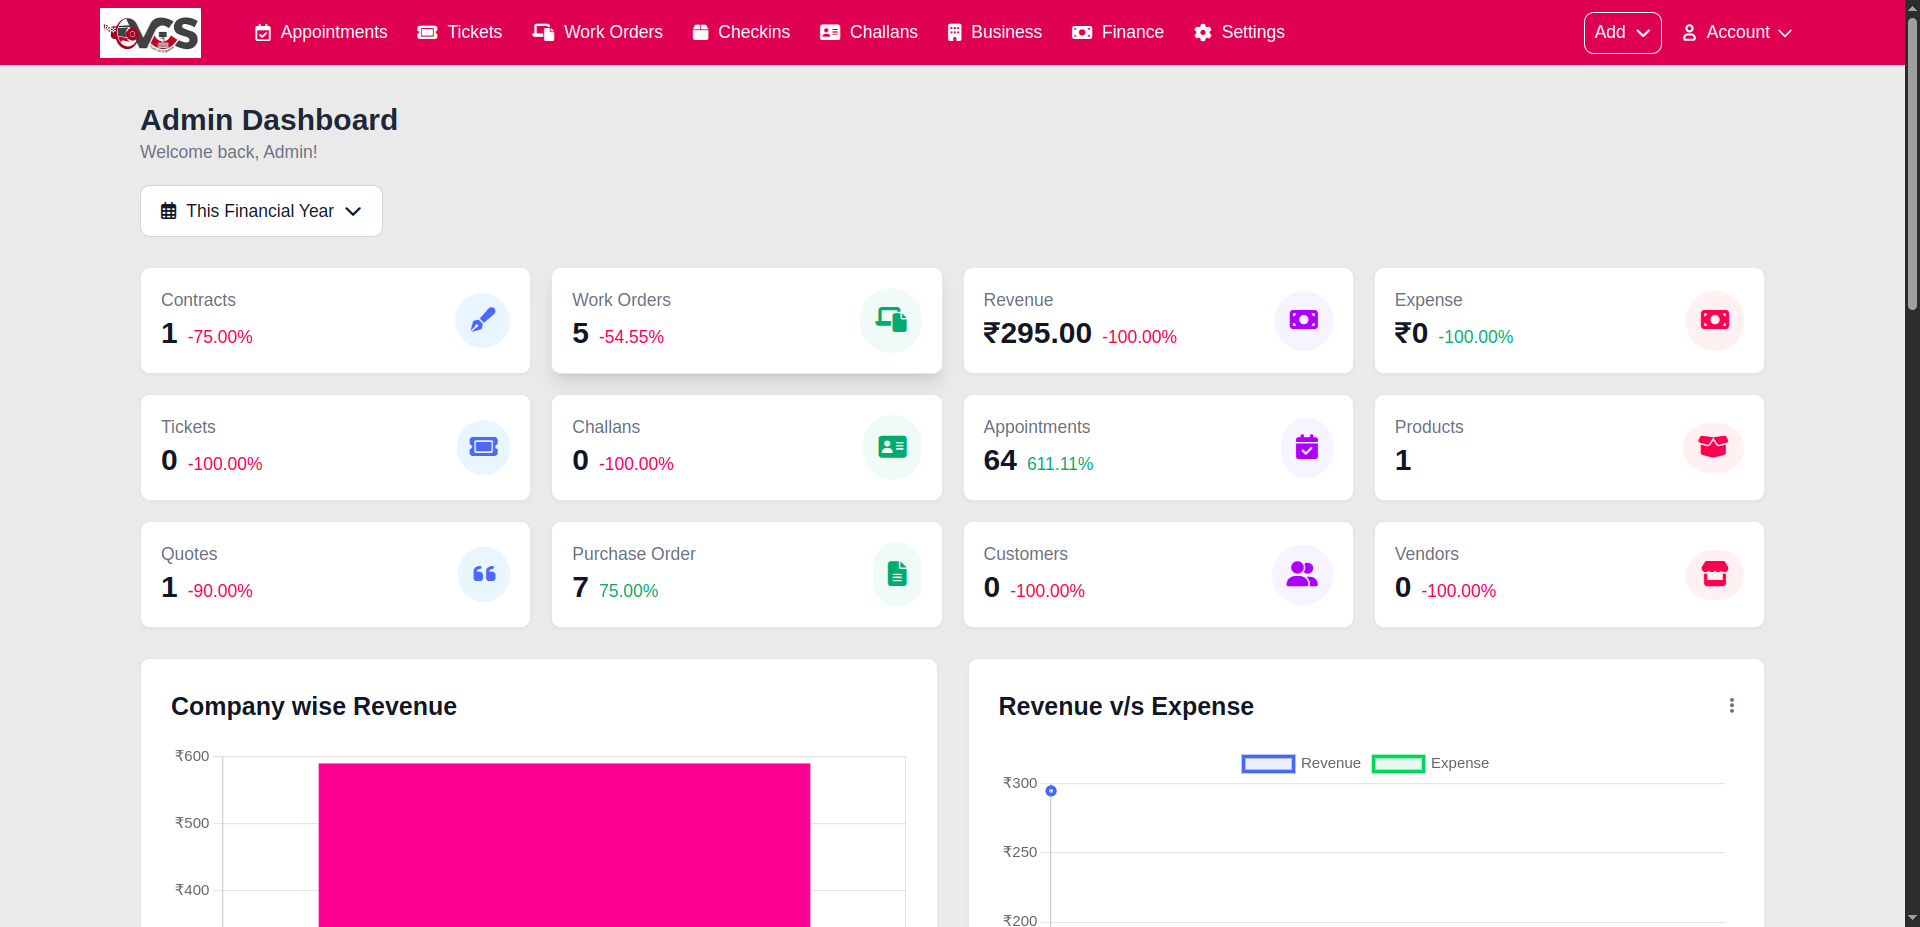 VCS
Appointments
Tickets
Work Orders
Checkins
Challans
Business
Finance
Settings
Add
Account
Admin Dashboard
Welcome back, Admin!
This Financial Year
Contracts
1 -75.00%
Work Orders
5 -54.55%
Revenue
₹295.00 -100.00%
Expense
₹0 -100.00%
Tickets
0 -100.00%
Challans
0 -100.00%
Appointments
64 611.11%
Products
1
Quotes
1 -90.00%
Purchase Order
7 75.00%
Customers
0 -100.00%
Vendors
0 -100.00%
Company wise Revenue
₹600
₹500
₹400
Revenue v/s Expense
Revenue
Expense
₹300
₹250
₹200